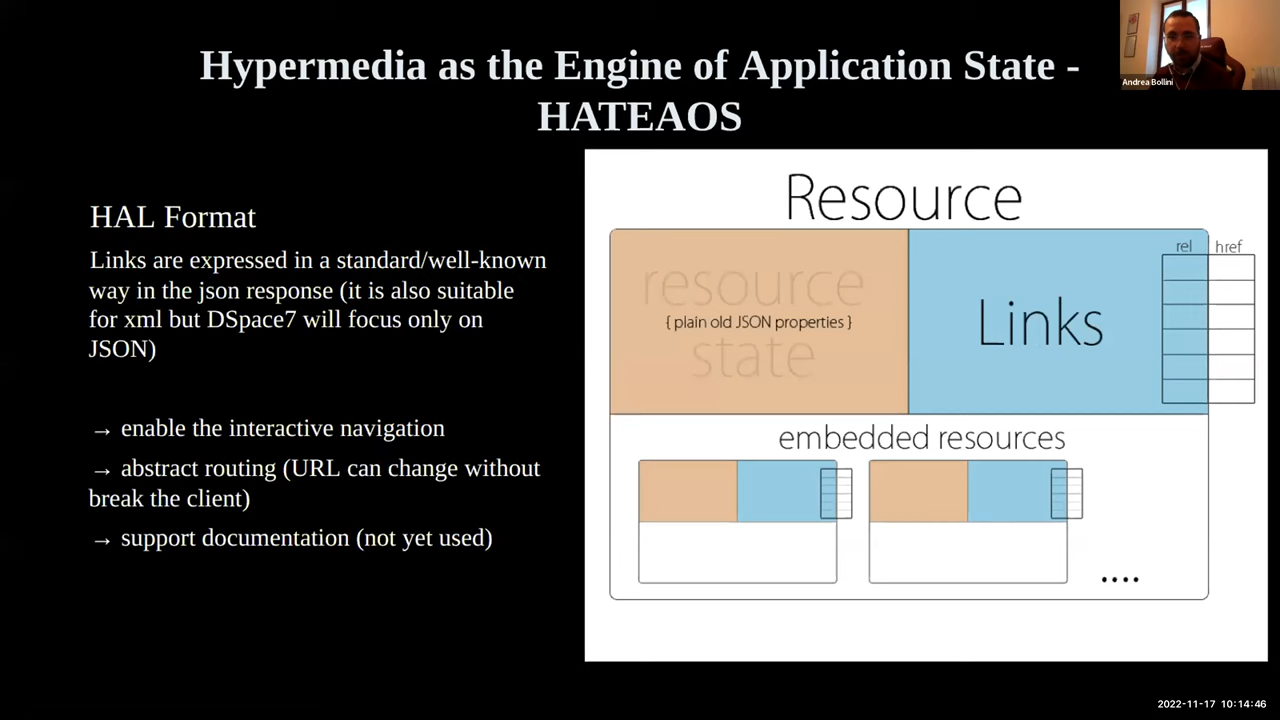 Hypermedia as the Engine of Application State -
HATEAOS
Andrea Bollini
HAL Format
Links are expressed in a standard/well-known
way in the json response (it is also suitable
for xml but DSpace7 will focus only on
JSON)
→ enable the interactive navigation
→ abstract routing (URL can change without
break the client)
→ support documentation (not yet used)
Resource
rel href
resource
{ plain old JSON properties }
state
Links
embedded resources
....
2022-11-17 10:14:46